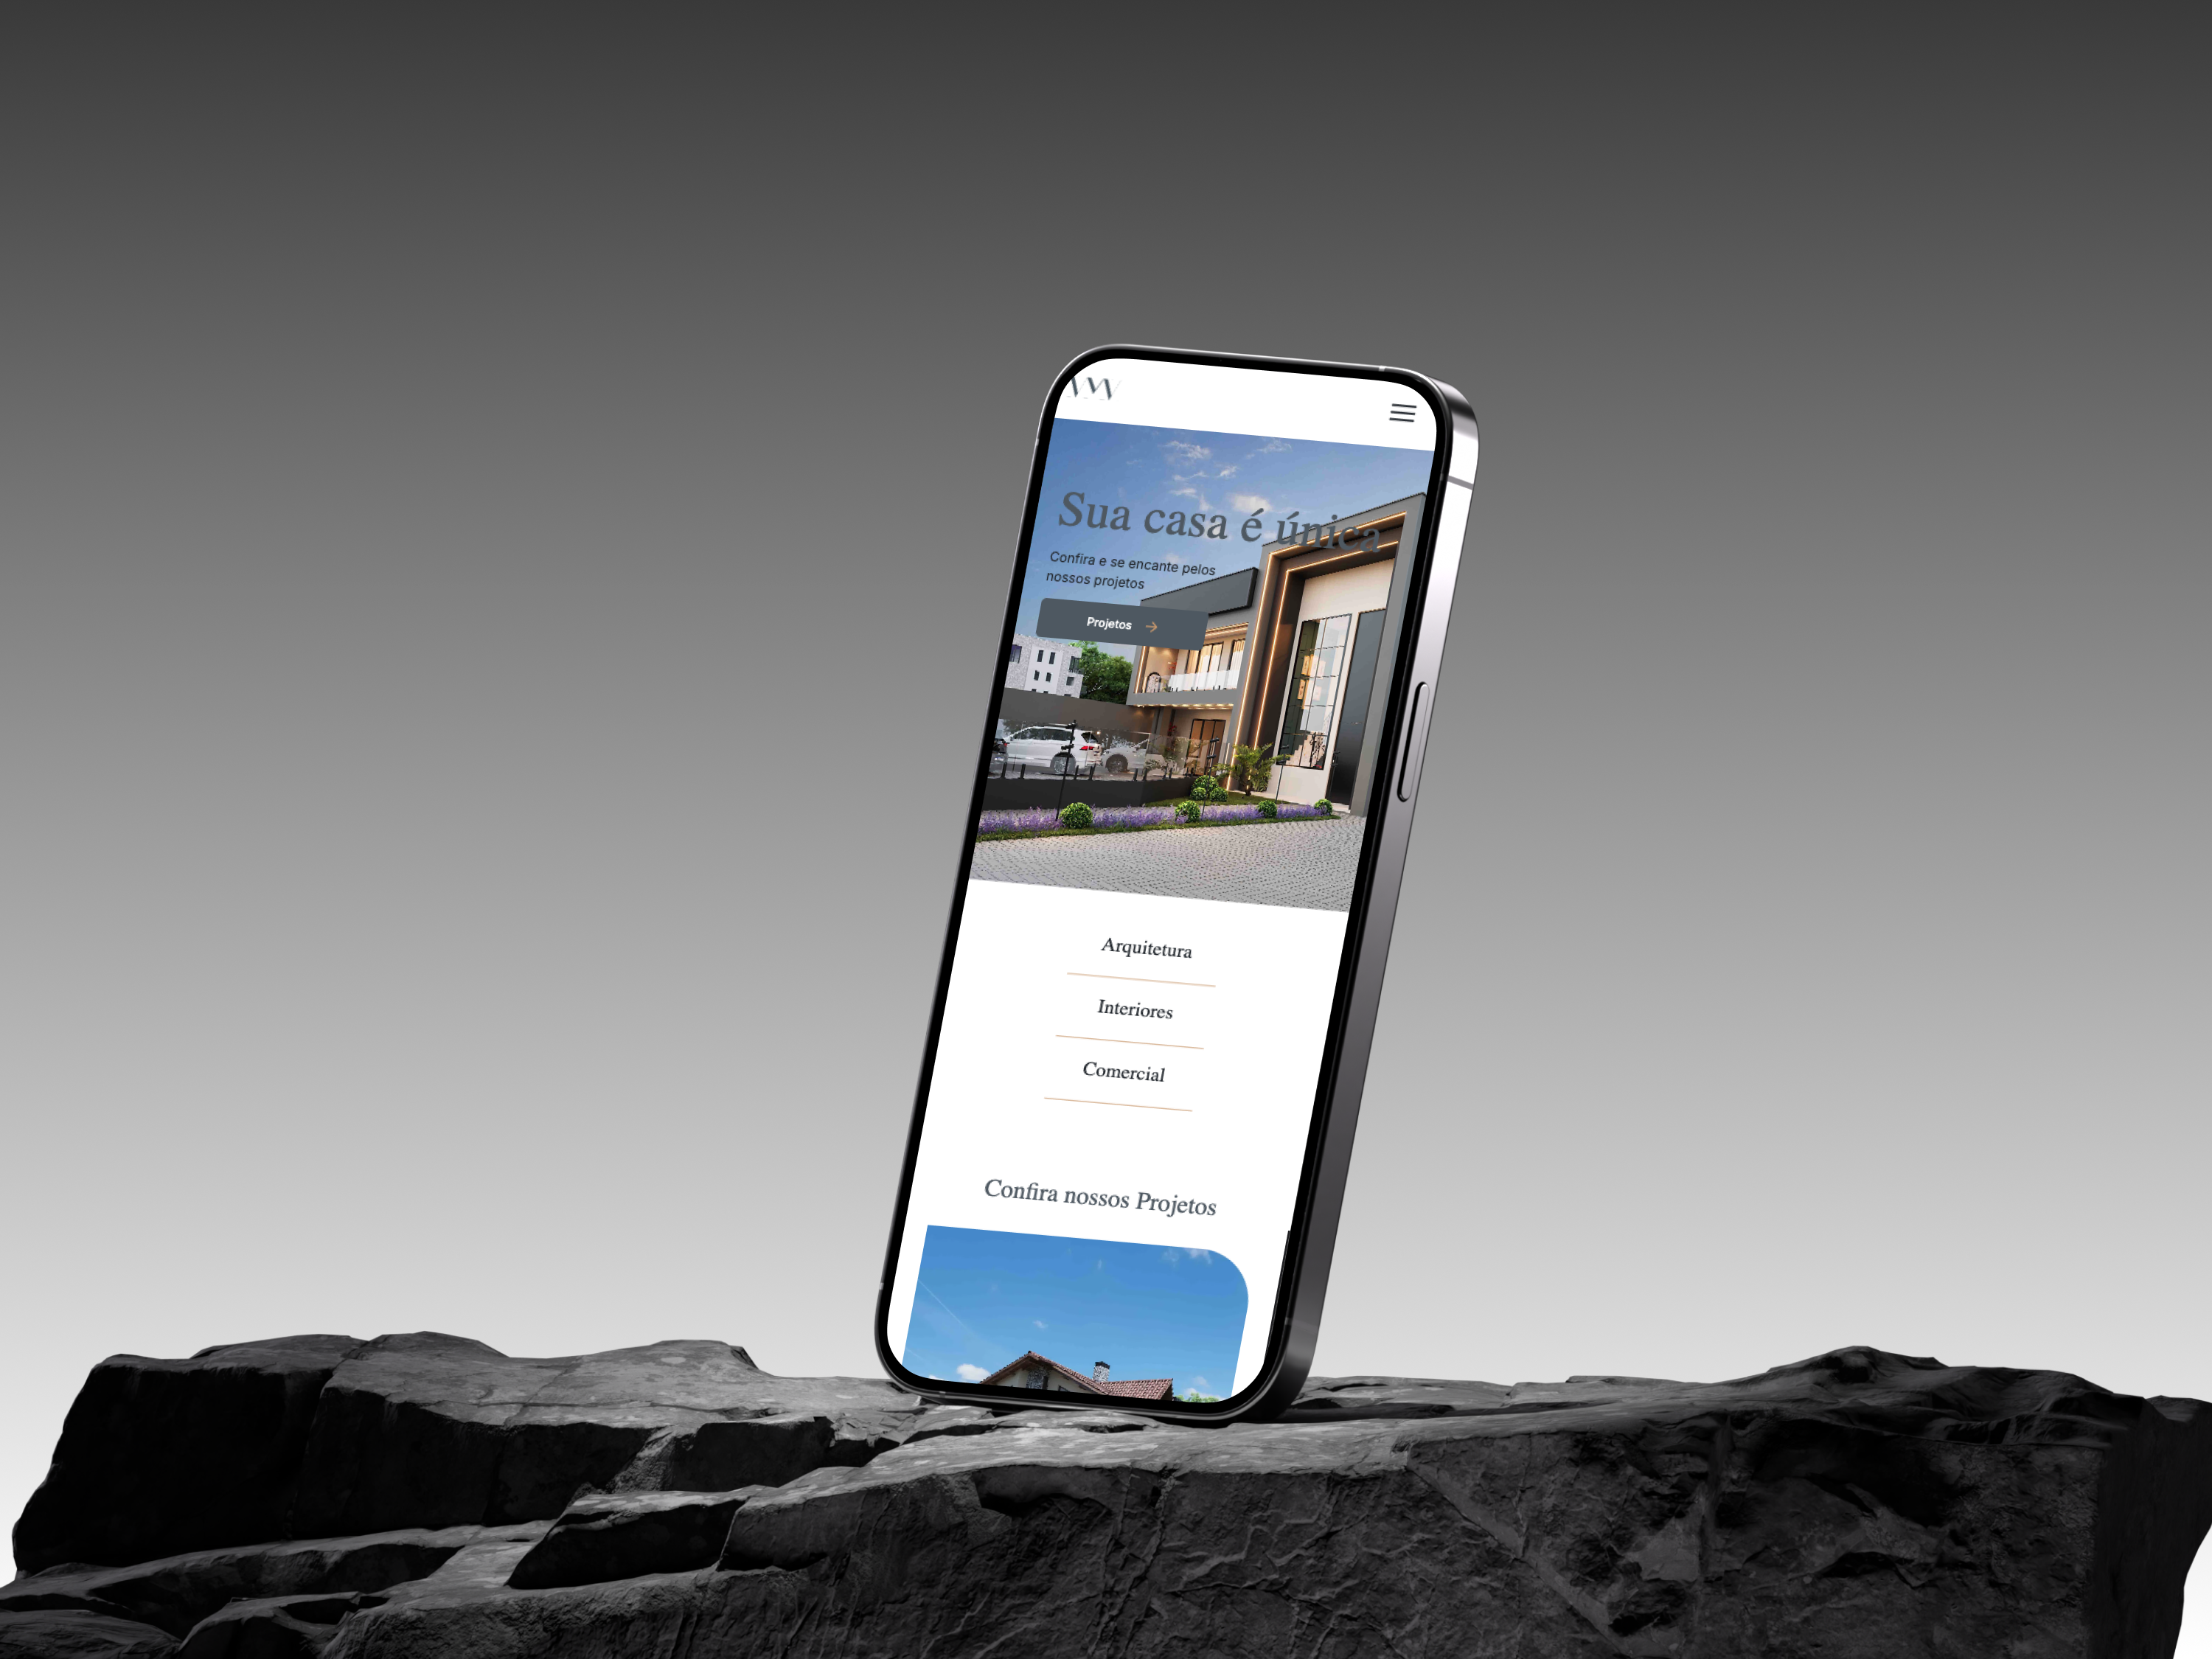 Sua casa é única
Confira e se encante pelos
nossos projetos
Projetos
Arquitetura
Interiores
Comercial
Confira nossos Projetos